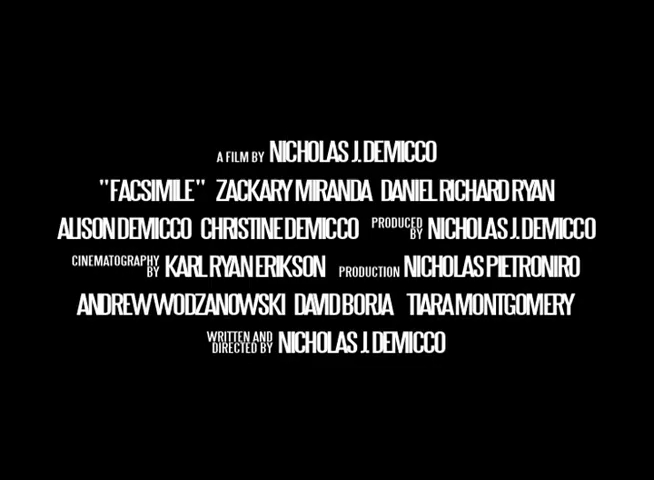 A FILM BY NICHOLAS J. DEMICCO
"FACSIMILE" ZACKARY MIRANDA DANIEL RICHARD RYAN
ALISON DEMICCO CHRISTINE DEMICCO PRODUCED BY NICHOLAS J. DEMICCO
CINEMATOGRAPHY BY KARL RYAN ERIKSON PRODUCTION NICHOLAS PIETRONIRO
ANDREW WODZANOWSKI DAVID BORJA TIARA MONTGOMERY
WRITTEN AND DIRECTED BY NICHOLAS J. DEMICCO